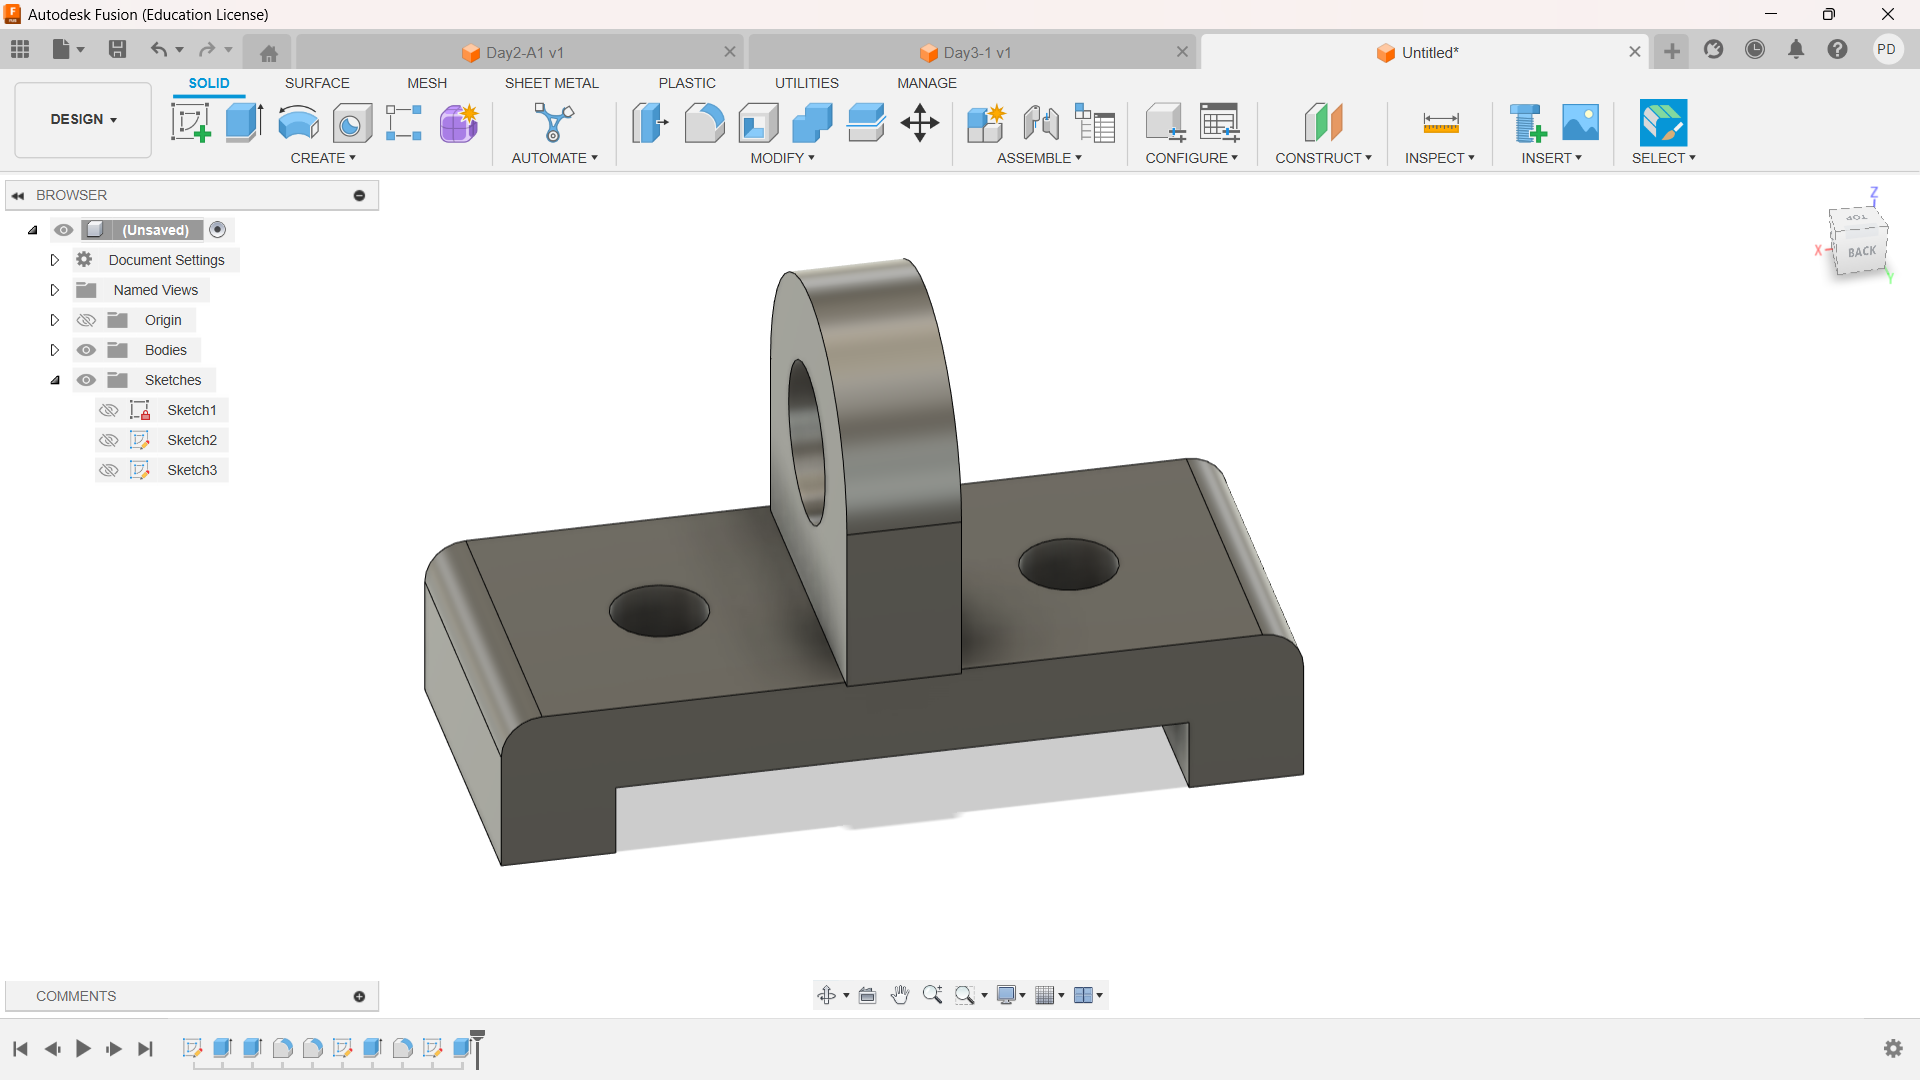 Autodesk Fusion (Education License)
Day2-A1 v1
Day3-1 v1
Untitled*
PD
SOLID
SURFACE
MESH
SHEET METAL
PLASTIC
UTILITIES
MANAGE
DESIGN
CREATE
AUTOMATE
MODIFY
ASSEMBLE
CONFIGURE
CONSTRUCT
INSPECT
INSERT
SELECT
BROWSER
(Unsaved)
Document Settings
Named Views
Origin
Bodies
Sketches
Sketch1
Sketch2
Sketch3
Z
TOP
X
BACK
Y
COMMENTS